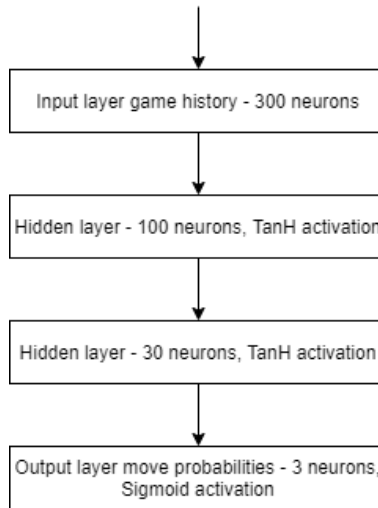 Input layer game history - 300 neurons
Hidden layer - 100 neurons, TanH activation
Hidden layer - 30 neurons, TanH activation
Output layer move probabilities - 3 neurons,
Sigmoid activation